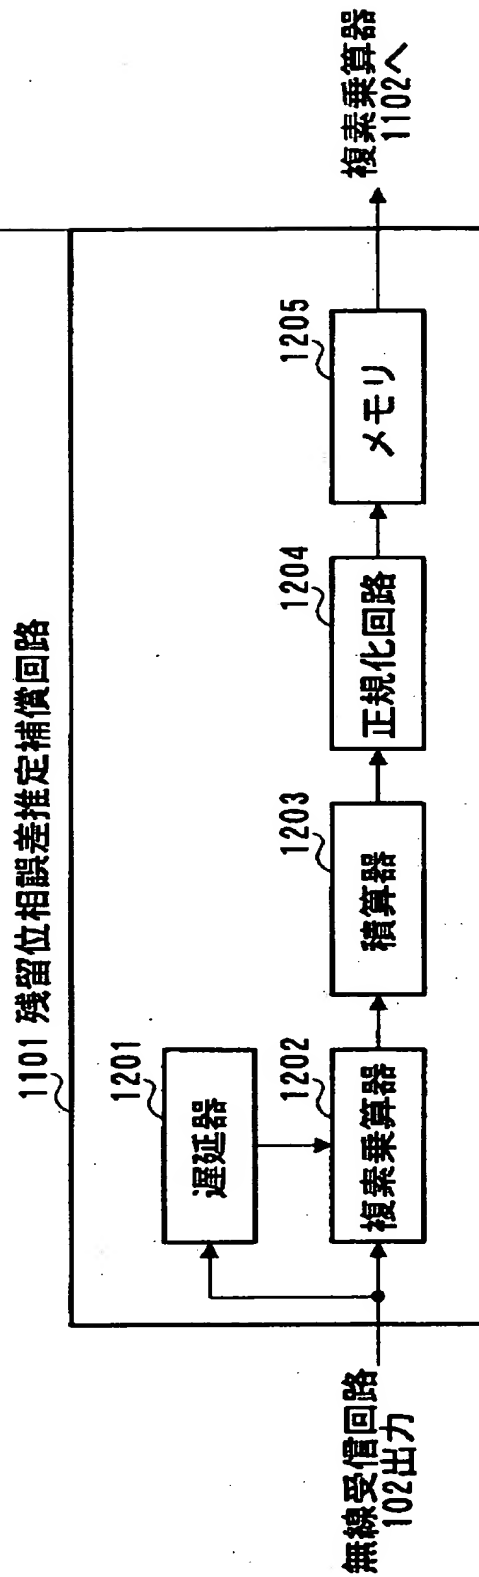 1101 残留位相誤差推定補償回路
無線受信回路
102出力
1201
遅延器
1202
複素乗算器
1203
積算器
1204
正規化回路
1205
メモリ
複素乗算器
1102へ